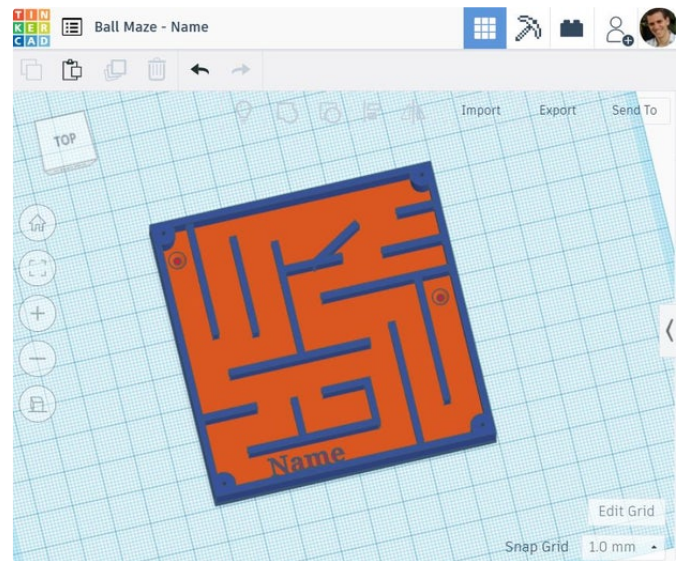 TIN
KER
CAD
Ball Maze - Name
Import Export Send To
TOP
Name
Edit Grid
Snap Grid 1.0 mm